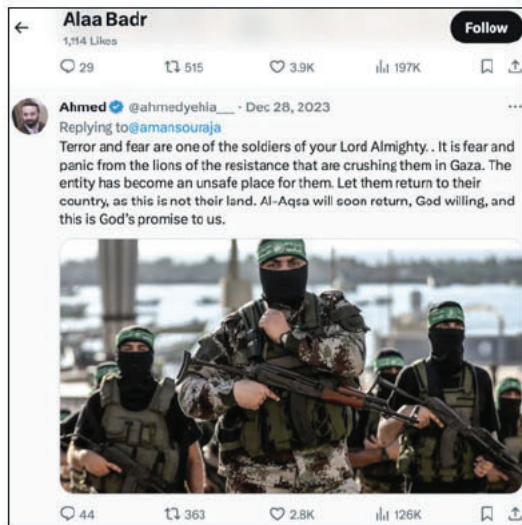 Alaa Badr
1,114 Likes
Follow
29 515 3.9K 197K
Ahmed @ahmedyehia__ · Dec 28, 2023
Replying to@amansouraja
Terror and fear are one of the soldiers of your Lord Almighty. . It is fear and
panic from the lions of the resistance that are crushing them in Gaza. The
entity has become an unsafe place for them. Let them return to their
country, as this is not their land. Al-Aqsa will soon return, God willing, and
this is God's promise to us.
44 363 2.8K 126K